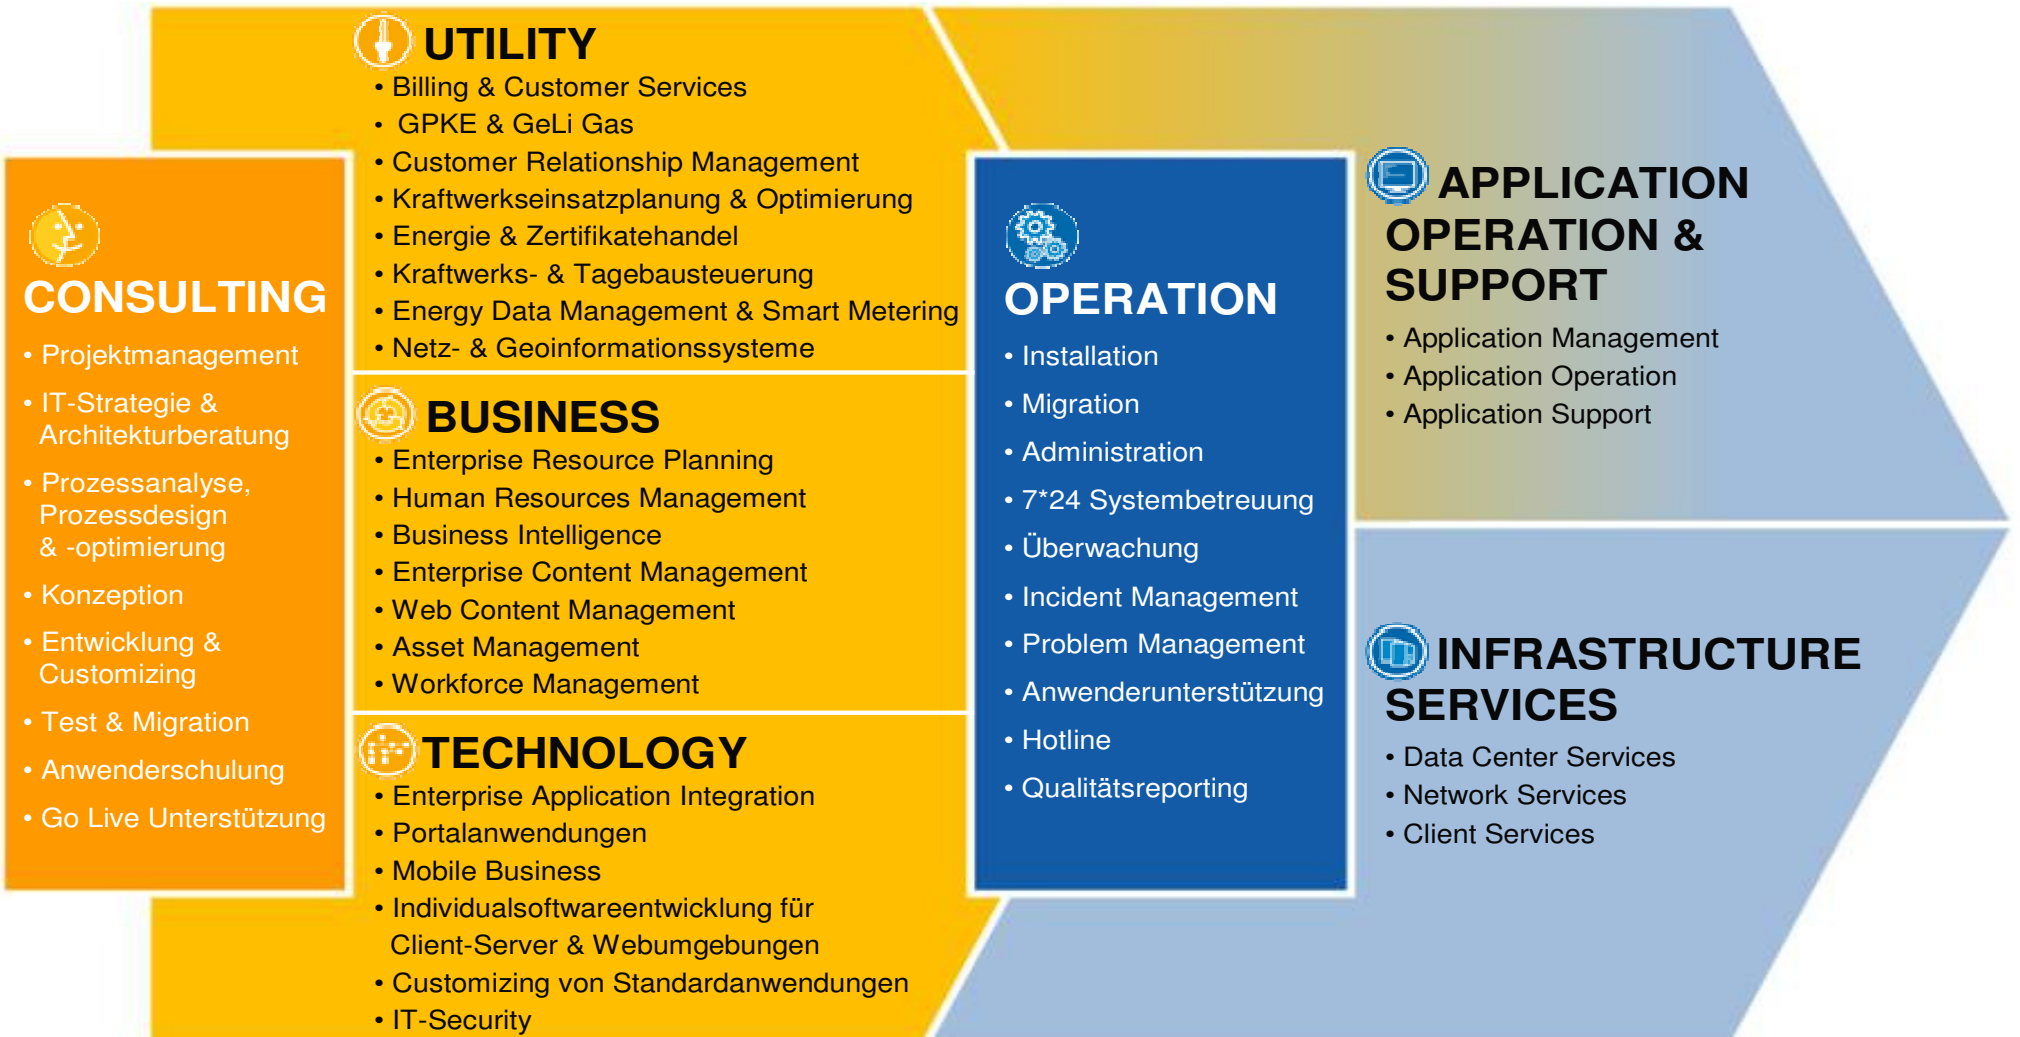 CONSULTING
• Projektmanagement
• IT-Strategie &
Architekturberatung
• Prozessanalyse,
Prozessdesign
& -optimierung
• Konzeption
• Entwicklung &
Customizing
• Test & Migration
• Anwenderschulung
• Go Live Unterstützung
UTILITY
• Billing & Customer Services
• GPKE & GeLi Gas
• Customer Relationship Management
• Kraftwerkseinsatzplanung & Optimierung
• Energie & Zertifikatehandel
• Kraftwerks- & Tagebausteuerung
• Energy Data Management & Smart Metering
• Netz- & Geoinformationssysteme
BUSINESS
• Enterprise Resource Planning
• Human Resources Management
• Business Intelligence
• Enterprise Content Management
• Web Content Management
• Asset Management
• Workforce Management
TECHNOLOGY
• Enterprise Application Integration
• Portalanwendungen
• Mobile Business
• Individualsoftwareentwicklung für
Client-Server & Webumgebungen
• Customizing von Standardanwendungen
• IT-Security
OPERATION
• Installation
• Migration
• Administration
• 7*24 Systembetreuung
• Überwachung
• Incident Management
• Problem Management
• Anwenderunterstützung
• Hotline
• Qualitätsreporting
APPLICATION
OPERATION &
SUPPORT
• Application Management
• Application Operation
• Application Support
INFRASTRUCTURE
SERVICES
• Data Center Services
• Network Services
• Client Services